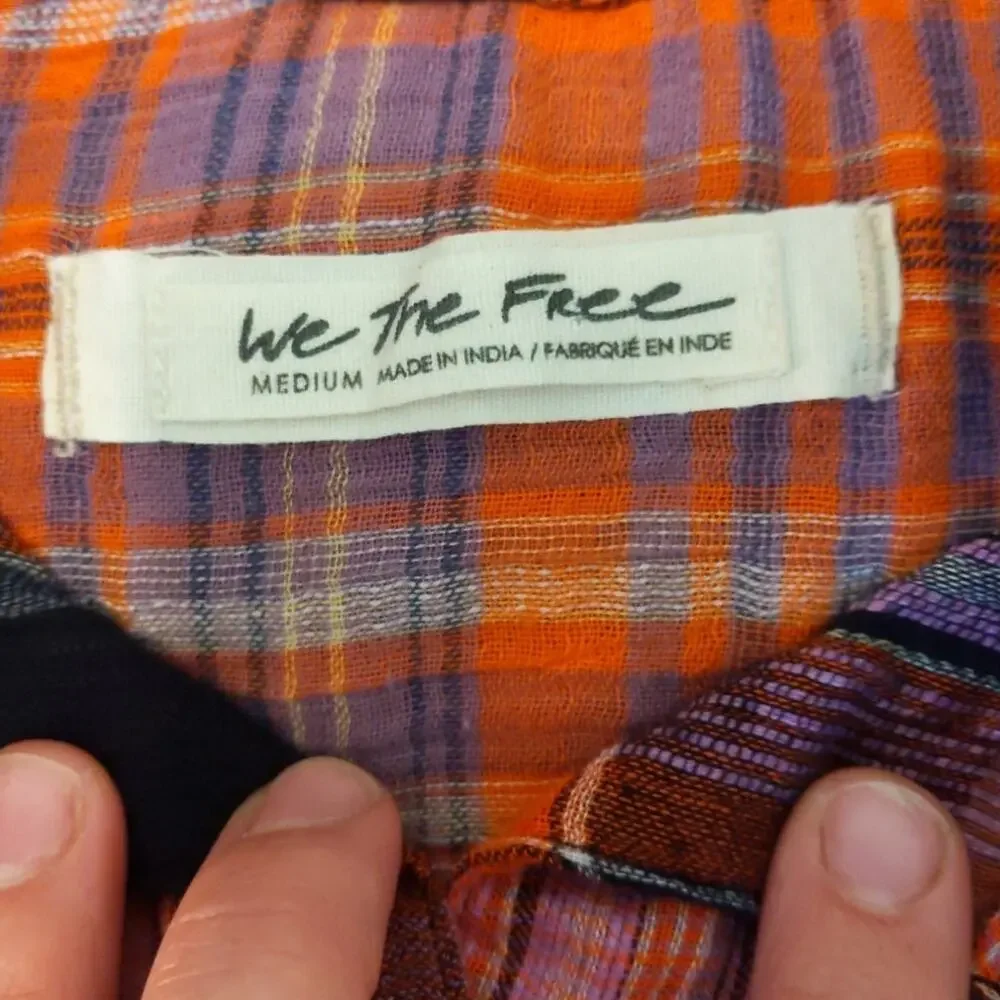 We The Free
MEDIUM MADE IN INDIA / FABRIQUÉ EN INDE